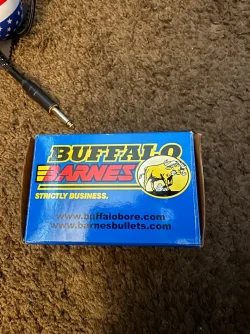 BUFFALO
BARNES
STRICTLY BUSINESS.
www.buffalobore.com
www.barnesbullets.com